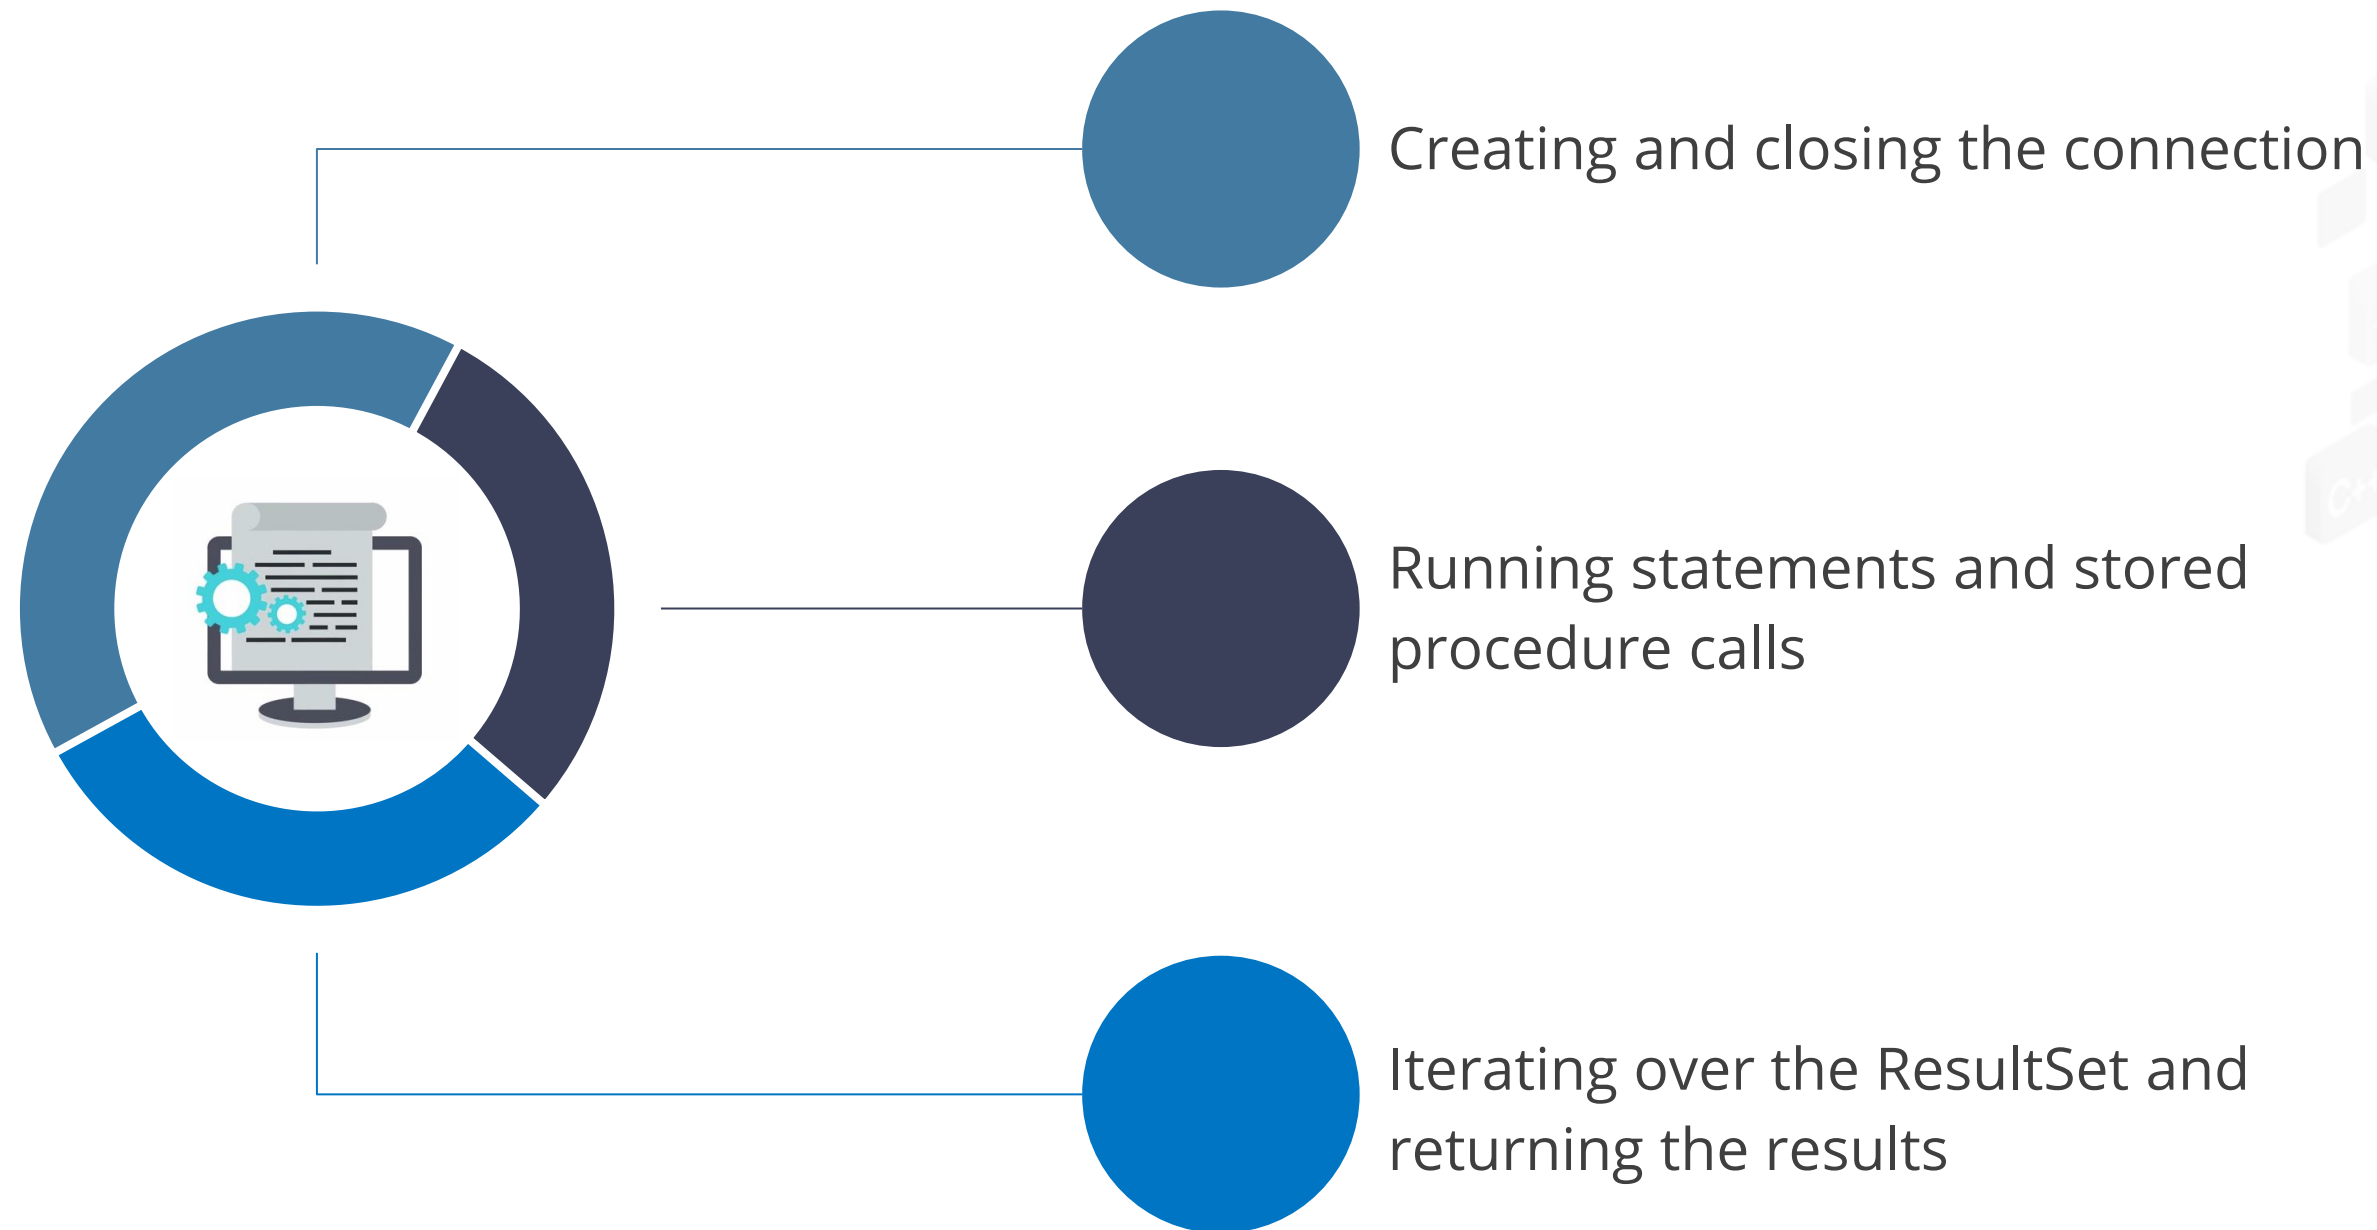 Creating and closing the connection
Running statements and stored
procedure calls
Iterating over the ResultSet and
returning the results